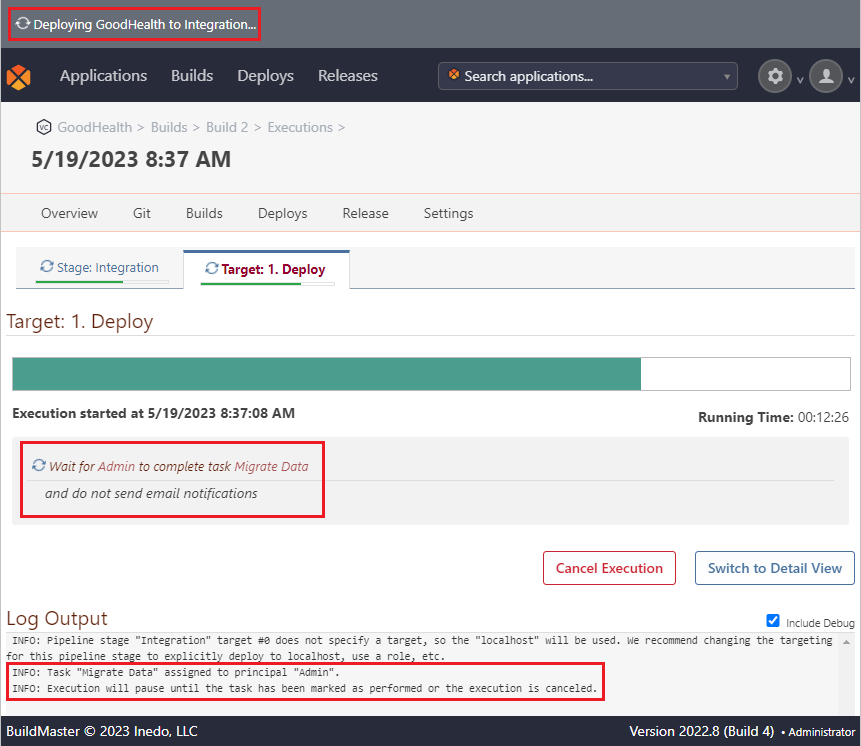 Deploying GoodHealth to Integration...
Applications Builds Deploys Releases Search applications...
VC GoodHealth > Builds > Build 2 > Executions >
5/19/2023 8:37 AM
Overview Git Builds Deploys Release Settings
Stage: Integration Target: 1. Deploy
Target: 1. Deploy
Execution started at 5/19/2023 8:37:08 AM
Running Time: 00:12:26
Wait for Admin to complete task Migrate Data
and do not send email notifications
Cancel Execution Switch to Detail View
Log Output Include Debug
INFO: Pipeline stage "Integration" target #0 does not specify a target, so the "localhost" will be used. We recommend changing the targeting
for this pipeline stage to explicitly deploy to localhost, use a role, etc.
INFO: Task "Migrate Data" assigned to principal "Admin".
INFO: Execution will pause until the task has been marked as performed or the execution is canceled.
BuildMaster © 2023 Inedo, LLC Version 2022.8 (Build 4) • Administrator